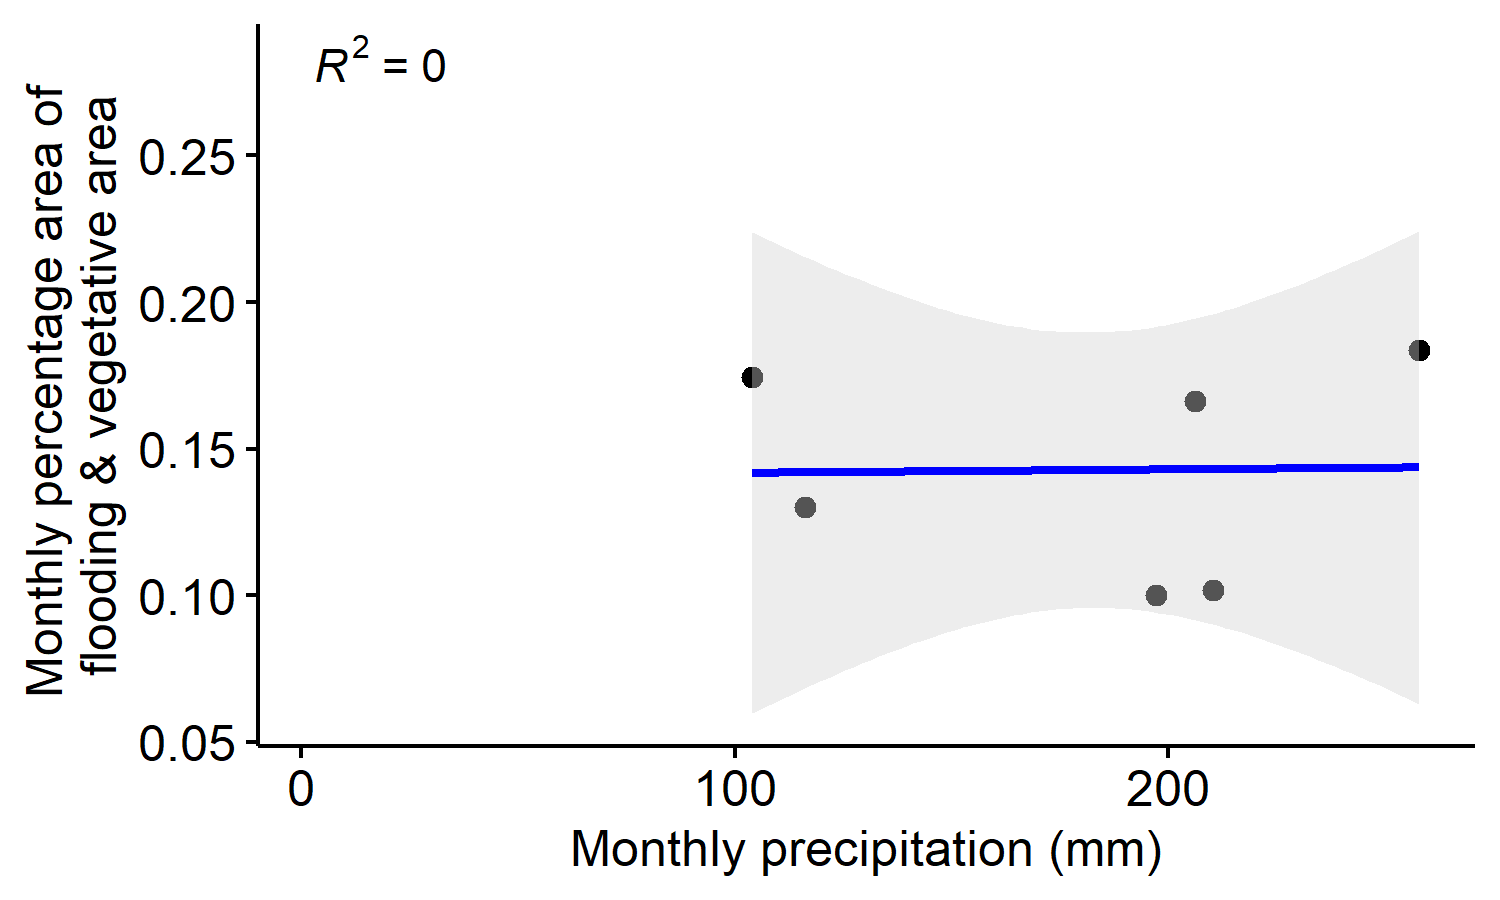 R² = 0
Monthly percentage area of
flooding & vegetative area
0.25
0.20
0.15
0.10
0.05
0
100
200
Monthly precipitation (mm)